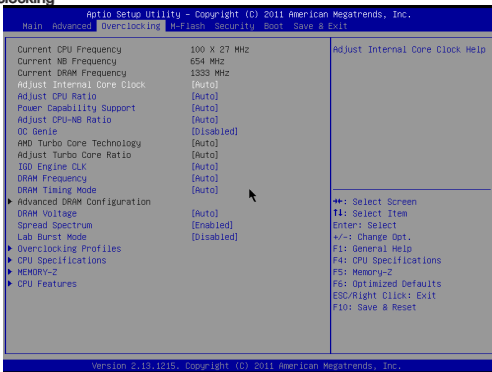 clocking
Aptio Setup Utility – Copyright (C) 2011 American Megatrends, Inc.
Main Advanced Overclocking M-Flash Security Boot Save & Exit
Current CPU Frequency 100 X 27 MHz
Current NB Frequency 654 MHz
Current DRAM Frequency 1333 MHz
Adjust Internal Core Clock [Auto]
Adjust CPU Ratio [Auto]
Power Capability Support [Auto]
Adjust CPU-NB Ratio [Auto]
OC Genie [Disabled]
AMD Turbo Core Technology [Auto]
Adjust Turbo Core Ratio [Auto]
IGD Engine CLK [Auto]
DRAM Frequency [Auto]
DRAM Timing Mode [Auto]
Advanced DRAM Configuration
DRAM Voltage [Auto]
Spread Spectrum [Enabled]
Lab Burst Mode [Disabled]
Overclocking Profiles
CPU Specifications
MEMORY-Z
CPU Features
Adjust Internal Core Clock Help
→←: Select Screen
↑↓: Select Item
Enter: Select
+/-: Change Opt.
F1: General Help
F4: CPU Specifications
F5: Memory-Z
F6: Optimized Defaults
ESC/Right Click: Exit
F10: Save & Reset
Version 2.13.1215. Copyright (C) 2011 American Megatrends, Inc.